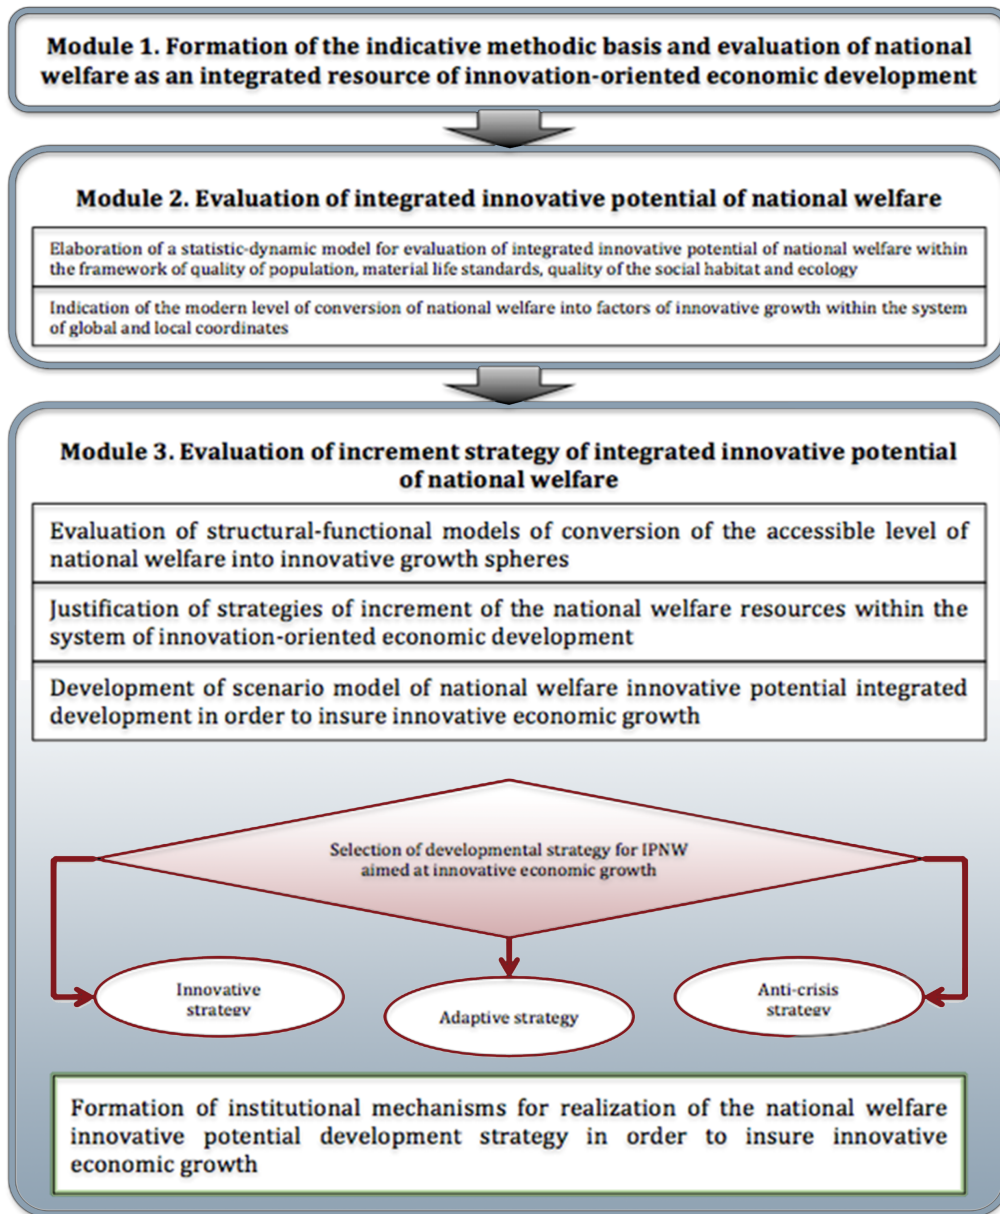 Module 1. Formation of the indicative methodic basis and evaluation of national
welfare as an integrated resource of innovation-oriented economic development
Module 2. Evaluation of integrated innovative potential of national welfare
Elaboration of a statistic-dynamic model for evaluation of integrated innovative potential of national welfare within
the framework of quality of population, material life standards, quality of the social habitat and ecology
Indication of the modern level of conversion of national welfare into factors of innovative growth within the system
of global and local coordinates
Module 3. Evaluation of increment strategy of integrated innovative potential
of national welfare
Evaluation of structural-functional models of conversion of the accessible level of
national welfare into innovative growth spheres
Justification of strategies of increment of the national welfare resources within the
system of innovation-oriented economic development
Development of scenario model of national welfare innovative potential integrated
development in order to insure innovative economic growth
Selection of developmental strategy for IPNW
aimed at innovative economic growth
Innovative
strategy
Adaptive strategy
Anti-crisis
strategy
Formation of institutional mechanisms for realization of the national welfare
innovative potential development strategy in order to insure innovative
economic growth